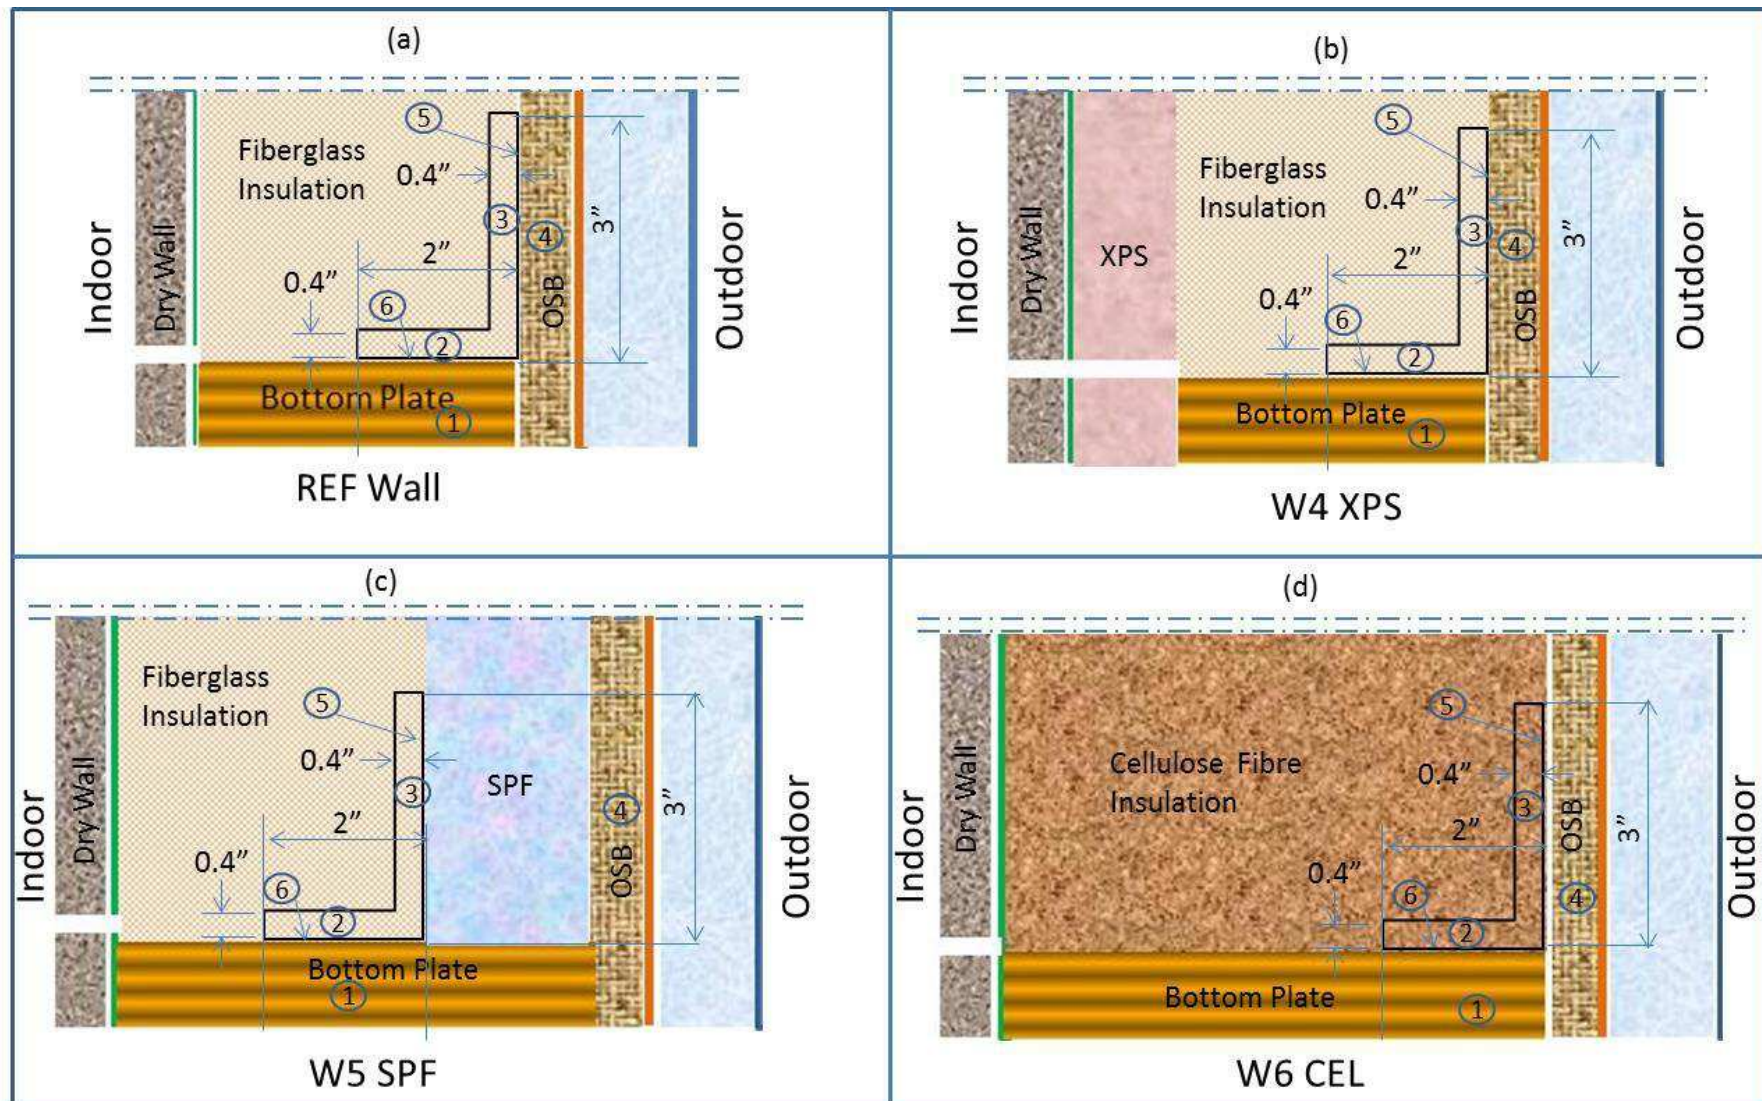 (a)
Fiberglass
Insulation
5
0.4”
3
4
3”
2”
0.4”
6
2
Indoor
Dry Wall
OSB
Outdoor
Bottom Plate
1
REF Wall
(b)
5
Fiberglass
Insulation
0.4”
3
4
3”
XPS
2”
0.4”
6
2
Indoor
Dry Wall
OSB
Outdoor
Bottom Plate
1
W4 XPS
(c)
Fiberglass
Insulation
5
0.4”
3
SPF
4
3”
2”
0.4”
6
2
Indoor
Dry Wall
OSB
Outdoor
Bottom Plate
1
W5 SPF
(d)
5
Cellulose Fibre
Insulation
0.4”
3
3”
2”
0.4”
6
2
4
Indoor
Dry Wall
OSB
Outdoor
Bottom Plate
1
W6 CEL